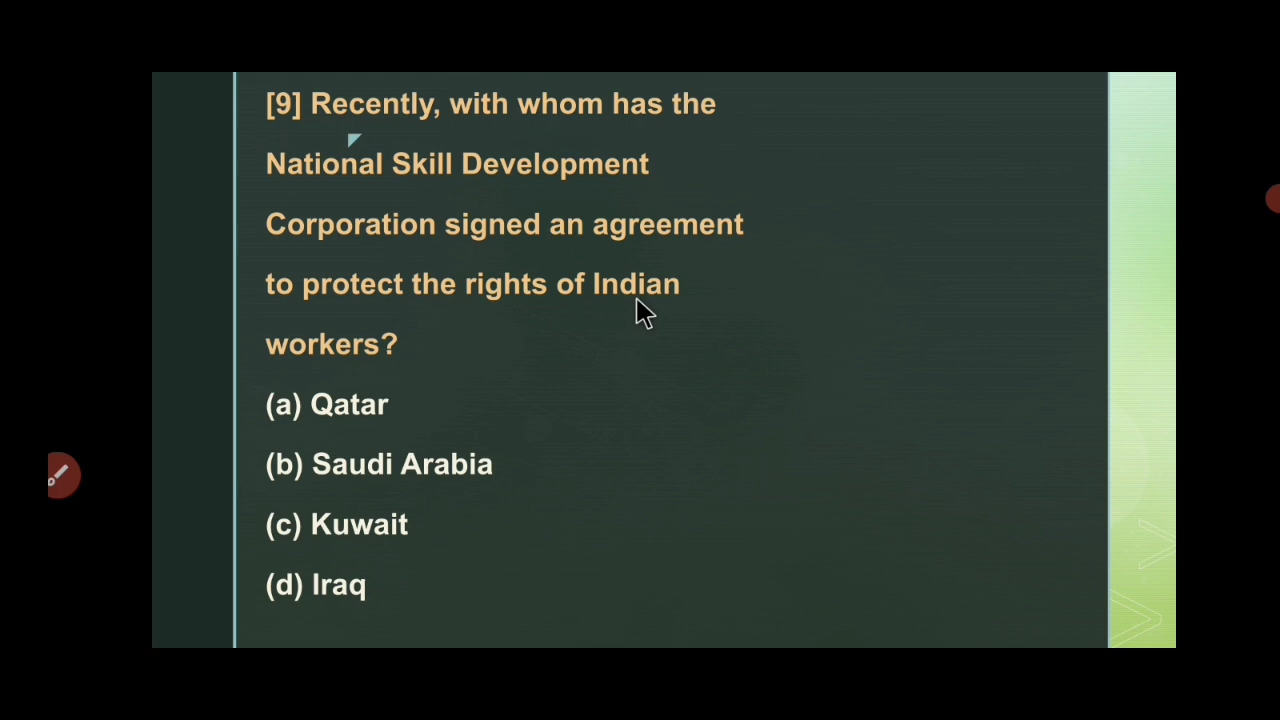 [9] Recently, with whom has the
National Skill Development
Corporation signed an agreement
to protect the rights of Indian
workers?
(a) Qatar
(b) Saudi Arabia
(c) Kuwait
(d) Iraq